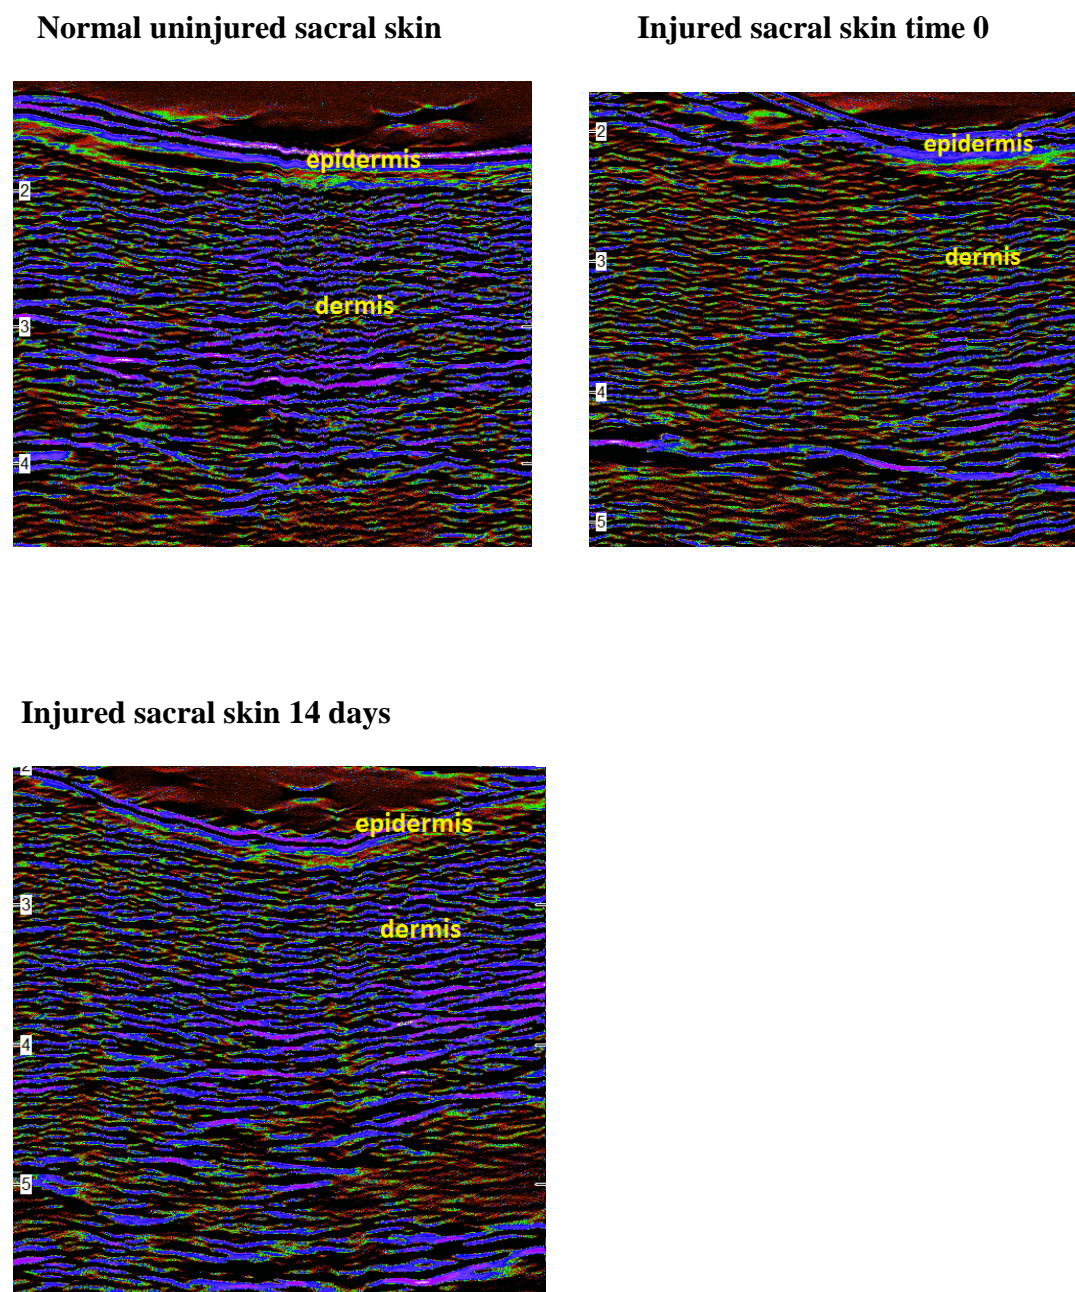 Normal uninjured sacral skin
Injured sacral skin time 0
epidermis
2
dermis
3
4
2
epidermis
3
dermis
4
5
Injured sacral skin 14 days
2
epidermis
3
dermis
4
5